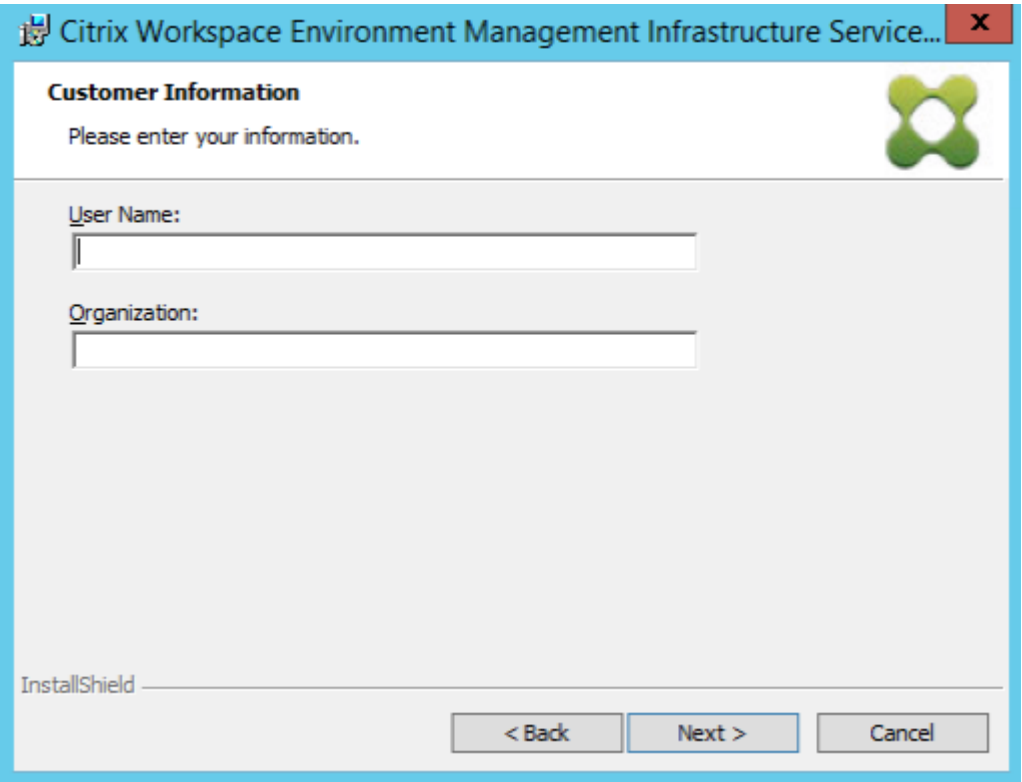 Citrix Workspace Environment Management Infrastructure Service...
X
Customer Information
Please enter your information.
User Name:
Organization:
InstallShield
< Back
Next >
Cancel